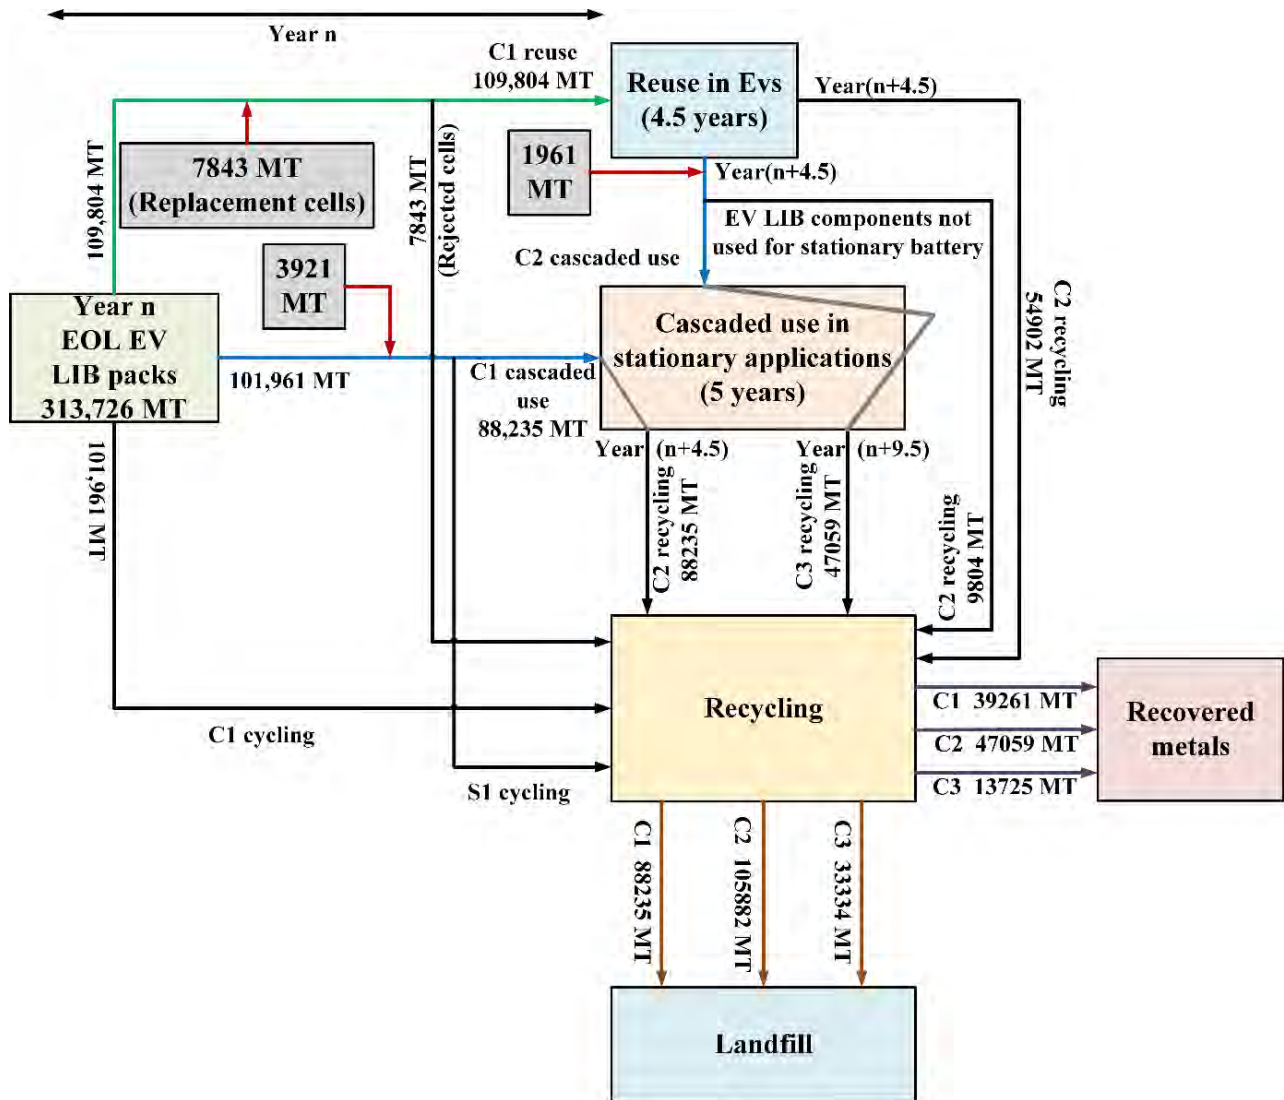 Year n
C1 reuse
109,804 MT
Reuse in Evs
(4.5 years)
Year(n+4.5)
109,804 MT
7843 MT
(Replacement cells)
7843 MT
(Rejected cells)
1961
MT
Year(n+4.5)
EV LIB components not
used for stationary battery
C2 cascaded use
3921
MT
Year n
EOL EV
LIB packs
313,726 MT
101,961 MT
C1 cascaded
use
88,235 MT
Cascaded use in
stationary applications
(5 years)
C2 recycling
54902 MT
Year (n+4.5)
Year (n+9.5)
101,961 MT
C2 recycling
88235 MT
C3 recycling
47059 MT
C2 recycling
9804 MT
C1 cycling
S1 cycling
Recycling
C1 39261 MT
C2 47059 MT
C3 13725 MT
Recovered
metals
C1 88235 MT
C2 105882 MT
C3 33334 MT
Landfill